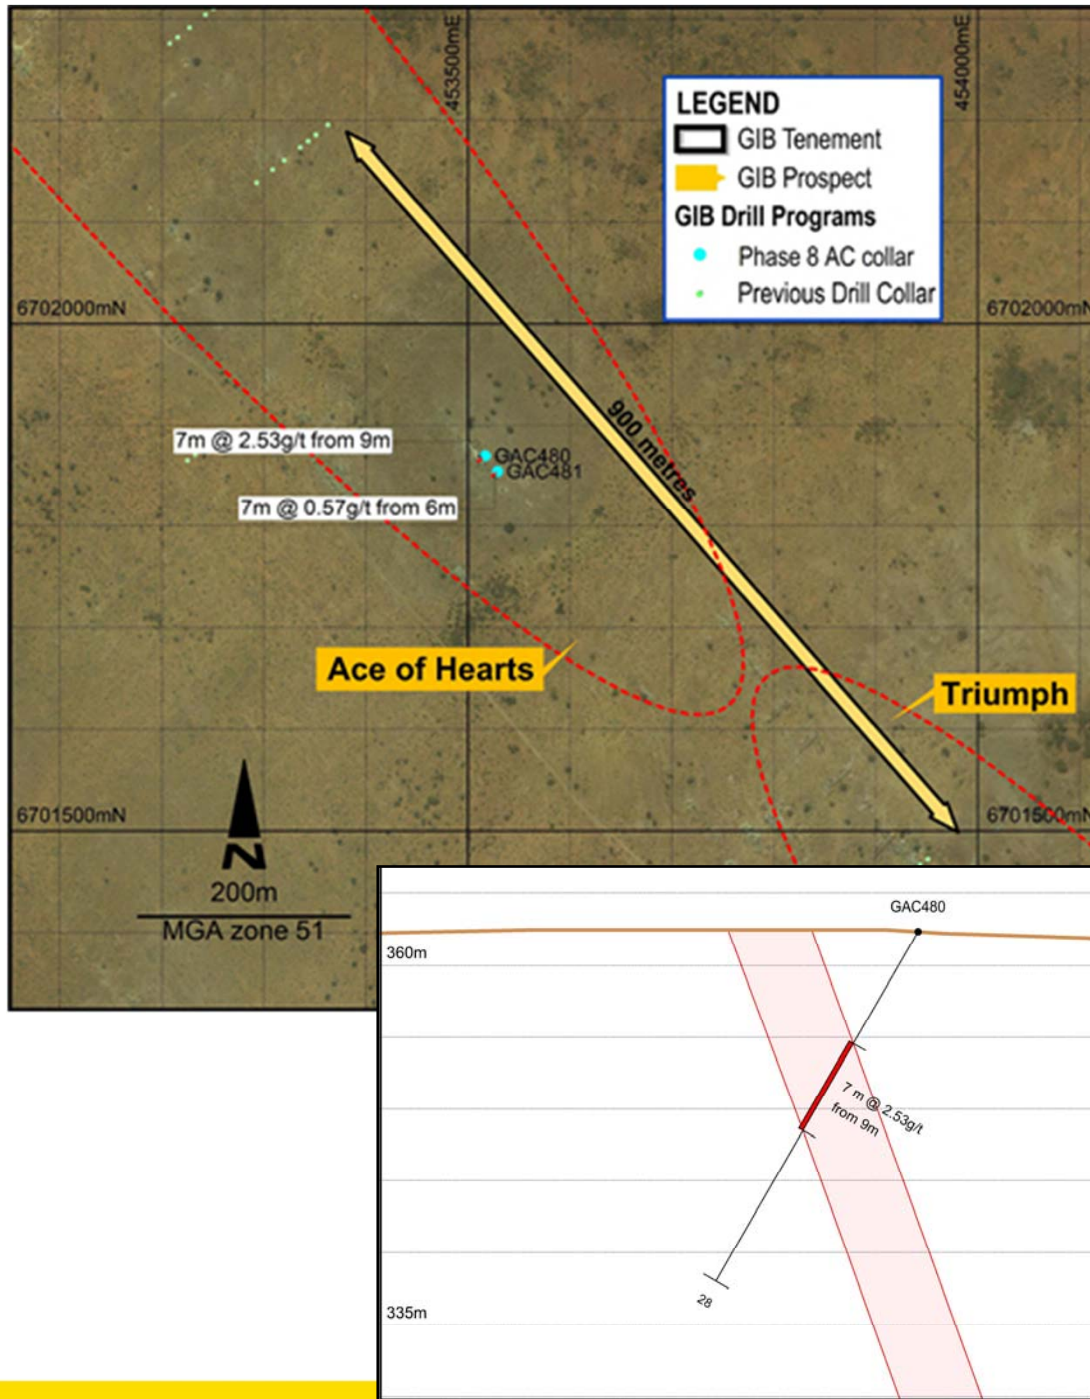 453500mE
454000mE
LEGEND
GIB Tenement
GIB Prospect
GIB Drill Programs
Phase 8 AC collar
Previous Drill Collar
6702000mN
6702000mN
900 metres
7m @ 2.53g/t from 9m
GAC480
GAC481
7m @ 0.57g/t from 6m
Ace of Hearts
Triumph
6701500mN
6701500mN
N
200m
MGA zone 51
GAC480
360m
7 m @ 2.53g/t
from 9m
28
335m